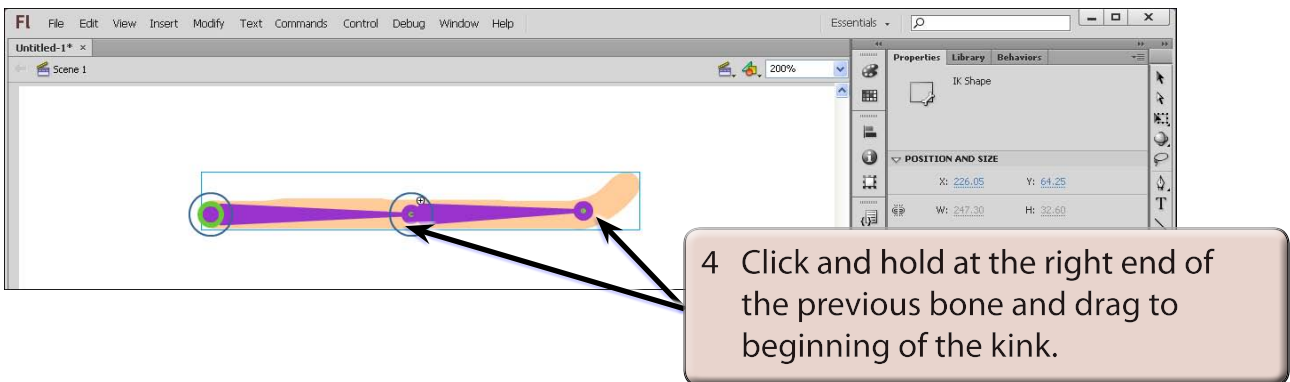 Fl File Edit View Insert Modify Text Commands Control Debug Window Help Essentials
Untitled-1* ×
Scene 1 200%
Properties Library Behaviors
IK Shape
POSITION AND SIZE
X: 226.05 Y: 64.25
W: 247.30 H: 32.60
4 Click and hold at the right end of
the previous bone and drag to
beginning of the kink.